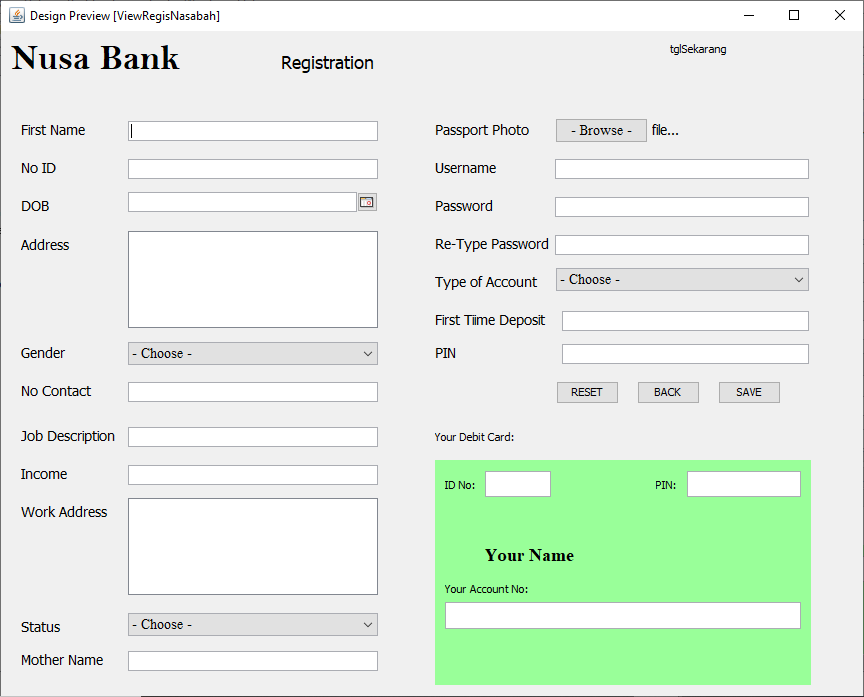 Design Preview [ViewRegisNasabah]
Nusa Bank
Registration
tglSekarang
First Name
No ID
DOB
Address
Gender
- Choose -
No Contact
Job Description
Income
Work Address
Status
- Choose -
Mother Name
Passport Photo
- Browse -
file...
Username
Password
Re-Type Password
Type of Account
- Choose -
First Tiime Deposit
PIN
RESET
BACK
SAVE
Your Debit Card:
ID No:
PIN:
Your Name
Your Account No: